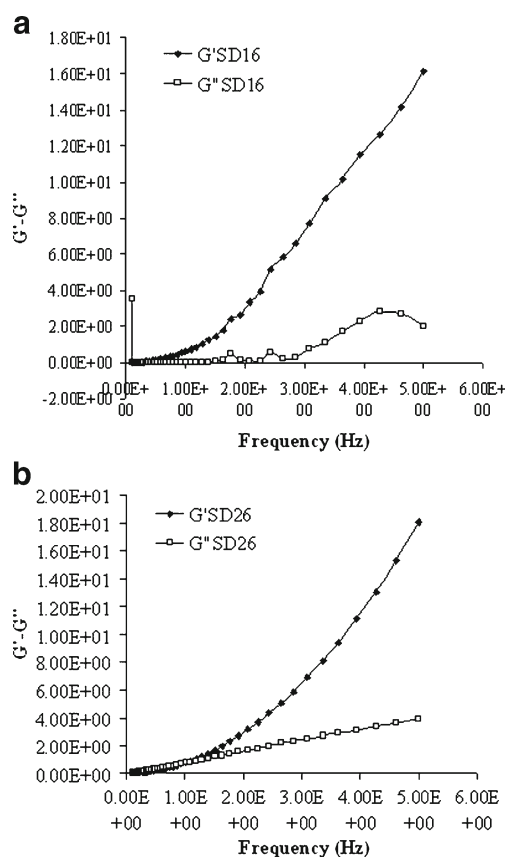 a
1.80E+01
1.60E+01
1.40E+01
1.20E+01
1.00E+01
8.00E+00
6.00E+00
4.00E+00
2.00E+00
0.00E+00
-2.00E+00
G'-G''
G'SD16
G''SD16
0.00E+00
1.00E+00
2.00E+00
3.00E+00
4.00E+00
5.00E+00
6.00E+00
Frequency (Hz)
b
2.00E+01
1.80E+01
1.60E+01
1.40E+01
1.20E+01
1.00E+01
8.00E+00
6.00E+00
4.00E+00
2.00E+00
0.00E+00
G'-G''
G'SD26
G''SD26
0.00E 1.00E 2.00E 3.00E 4.00E 5.00E 6.00E
+00 +00 +00 +00 +00 +00 +00
Frequency (Hz)